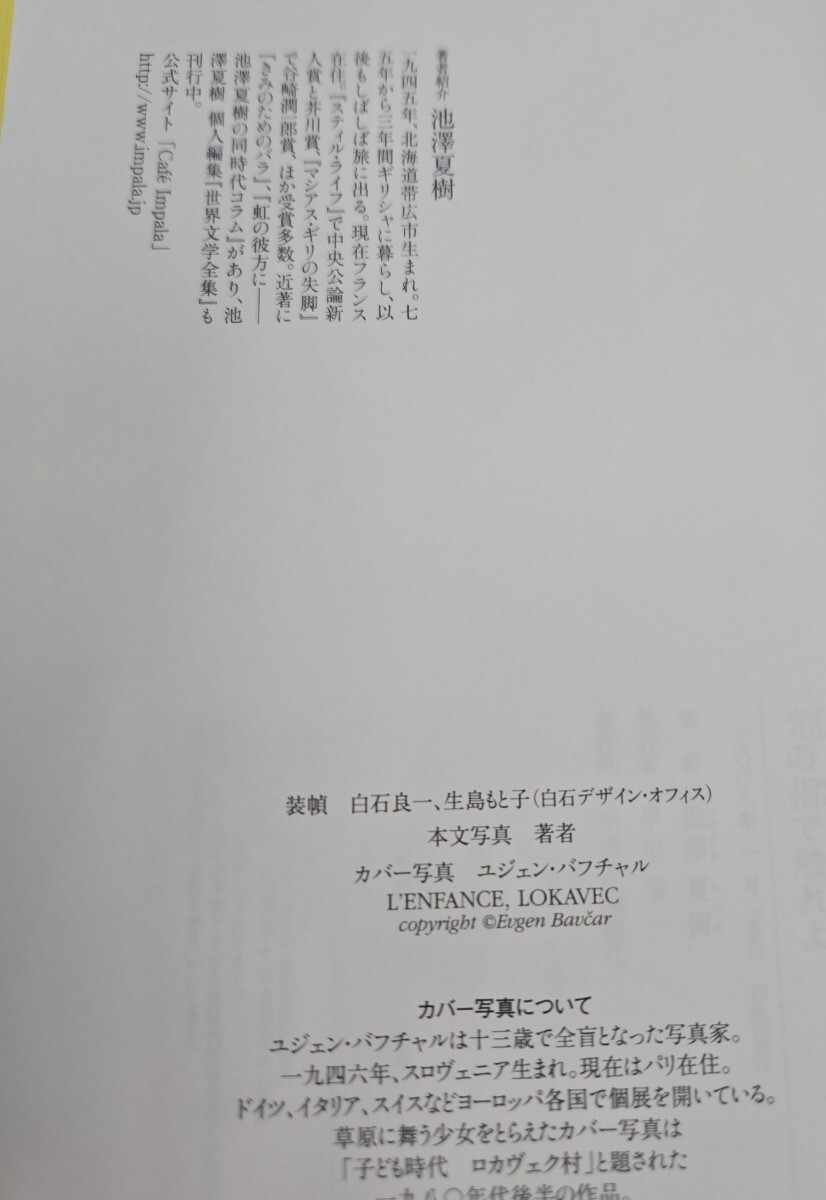 著者紹介 池澤夏樹
一九四五年、北海道帯広市生まれ。七
五年から三年間ギリシャに暮らし、以
後もしばしば旅に出る。現在フランス
在住。『スティル・ライフ』で中央公論新
人賞と芥川賞、『マシアス・ギリの失脚』
で谷崎潤一郎賞、ほか受賞多数。近著に
『きみのためのバラ』、『虹の彼方に――
池澤夏樹の同時代コラム』があり、池
澤夏樹 個人編集『世界文学全集』も
刊行中。
公式サイト「Café Impala」
http://www.impala.jp
装幀 白石良一、生島もと子(白石デザイン・オフィス)
本文写真 著者
カバー写真 ユジェン・バフチャル
L'ENFANCE, LOKAVEC
copyright ©Evgen Bavčar
カバー写真について
ユジェン・バフチャルは十三歳で全盲となった写真家。
一九四六年、スロヴェニア生まれ。現在はパリ在住。
ドイツ、イタリア、スイスなどヨーロッパ各国で個展を開いている。
草原に舞う少女をとらえたカバー写真は
「子ども時代 ロカヴェク村」と題された
一九六〇年代後半の作品。